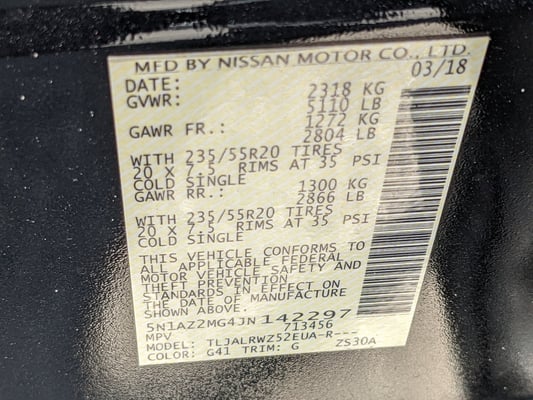 MFD BY NISSAN MOTOR CO., LTD.
DATE: 03/18
GVWR: 2318 KG
5110 LB
GAWR FR.: 1272 KG
2804 LB
WITH 235/55R20 TIRES
20 X 7.5 RIMS AT 35 PSI
COLD SINGLE
GAWR RR.: 1300 KG
2866 LB
WITH 235/55R20 TIRES
20 X 7.5 RIMS AT 35 PSI
COLD SINGLE
THIS VEHICLE CONFORMS TO
ALL APPLICABLE FEDERAL
MOTOR VEHICLE SAFETY AND
THEFT PREVENTION STANDARDS
IN EFFECT ON THE DATE OF
MANUFACTURE SHOWN ABOVE.
5N1AZ2MG4JN142297
MPV 713456
MODEL: TLJALRWZ52EUA-R---
COLOR: G41 TRIM: G ZS30A